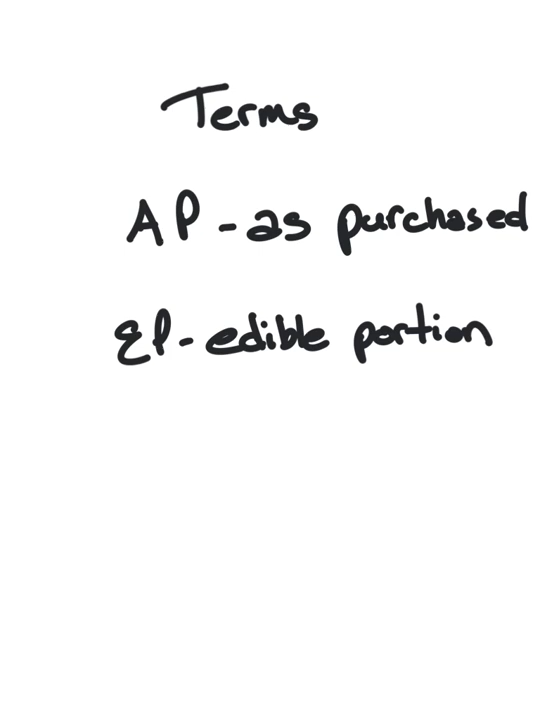 Terms
AP - as purchased
EP - edible portion